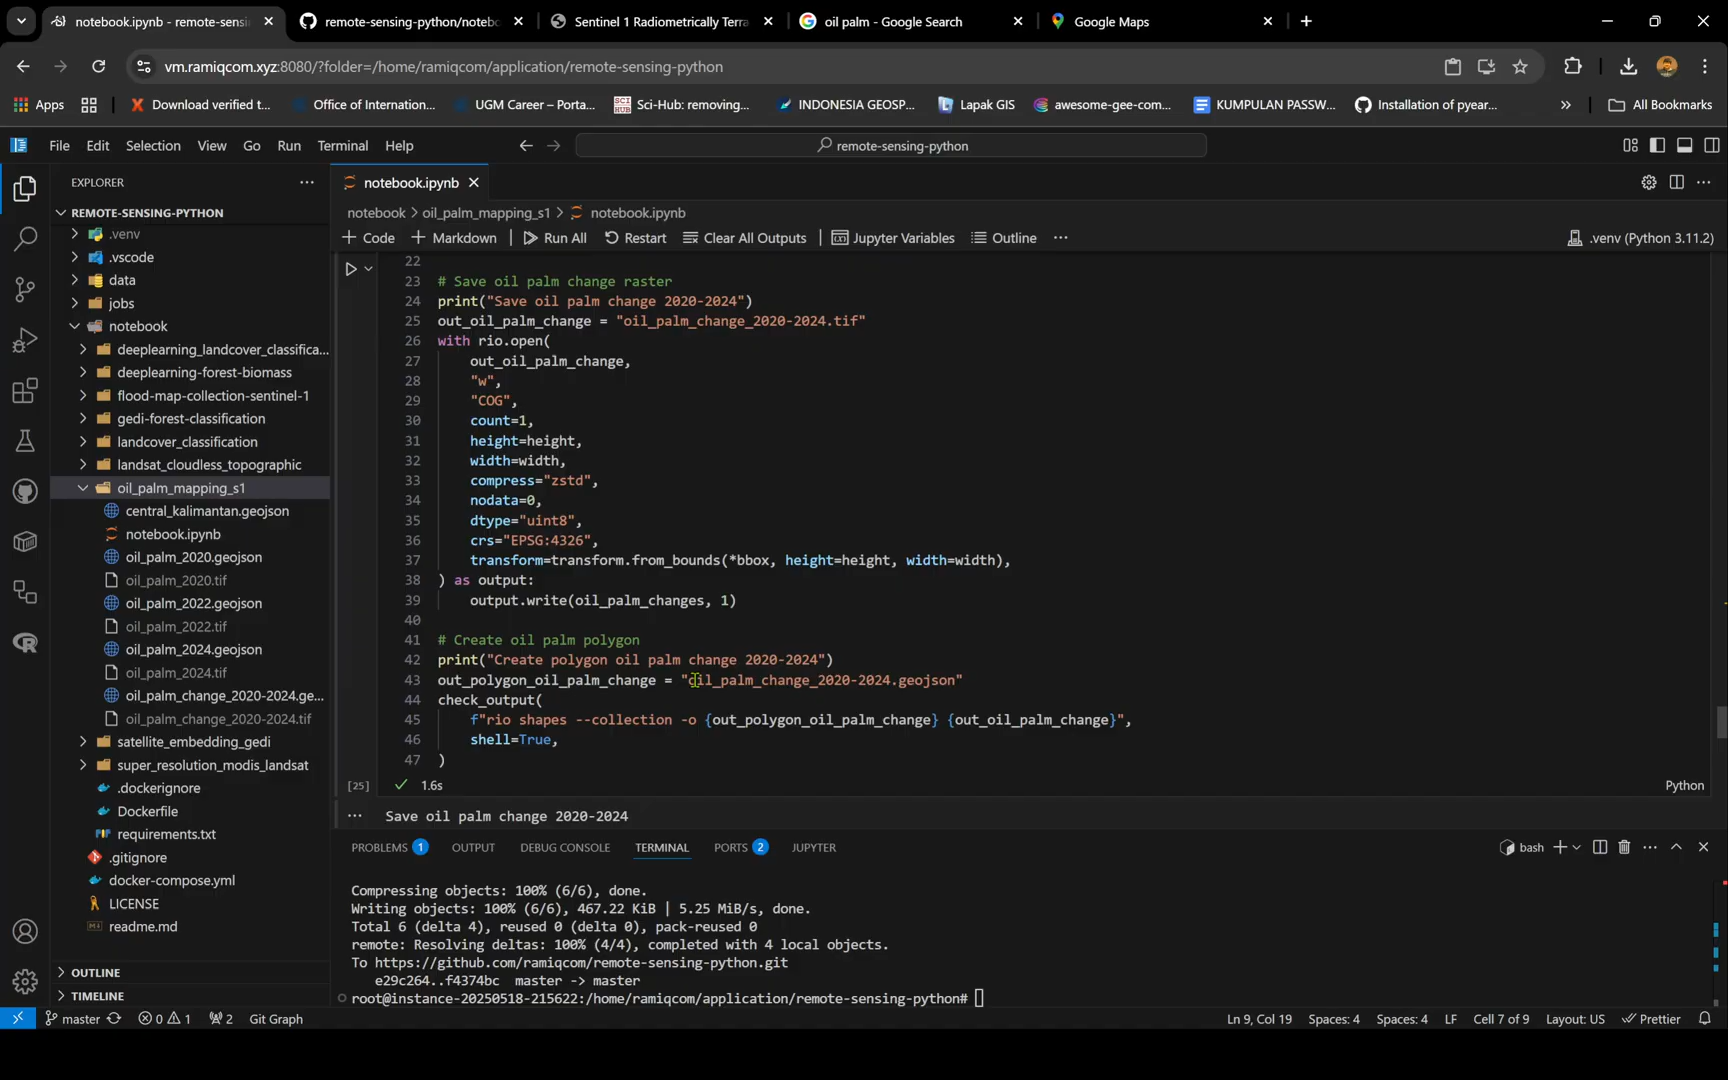 notebook.ipynb - remote-sensi
remote-sensing-python/notebo
Sentinel 1 Radiometrically Terra
oil palm - Google Search
Google Maps
vm.ramiqcom.xyz:8080/?folder=/home/ramiqcom/application/remote-sensing-python
Apps
Download verified t...
Office of Internation...
UGM Career – Porta...
SCI HUB
Sci-Hub: removing...
INDONESIA GEOSP...
Lapak GIS
awesome-gee-com...
KUMPULAN PASSW...
Installation of pyear...
»
All Bookmarks
File Edit Selection View Go Run Terminal Help
remote-sensing-python
EXPLORER
REMOTE-SENSING-PYTHON
.venv
.vscode
data
jobs
notebook
deeplearning_landcover_classifica...
deeplearning-forest-biomass
flood-map-collection-sentinel-1
gedi-forest-classification
landcover_classification
landsat_cloudless_topographic
oil_palm_mapping_s1
central_kalimantan.geojson
notebook.ipynb
oil_palm_2020.geojson
oil_palm_2020.tif
oil_palm_2022.geojson
oil_palm_2022.tif
oil_palm_2024.geojson
oil_palm_2024.tif
oil_palm_change_2020-2024.ge...
oil_palm_change_2020-2024.tif
satellite_embedding_gedi
super_resolution_modis_landsat
.dockerignore
Dockerfile
requirements.txt
.gitignore
docker-compose.yml
LICENSE
readme.md
OUTLINE
TIMELINE
notebook.ipynb
notebook > oil_palm_mapping_s1 > notebook.ipynb
+ Code + Markdown | Run All Restart Clear All Outputs | Jupyter Variables Outline ...
.venv (Python 3.11.2)
22
23 # Save oil palm change raster
24 print("Save oil palm change 2020-2024")
25 out_oil_palm_change = "oil_palm_change_2020-2024.tif"
26 with rio.open(
27 out_oil_palm_change,
28 "w",
29 "COG",
30 count=1,
31 height=height,
32 width=width,
33 compress="zstd",
34 nodata=0,
35 dtype="uint8",
36 crs="EPSG:4326",
37 transform=transform.from_bounds(*bbox, height=height, width=width),
38 ) as output:
39 output.write(oil_palm_changes, 1)
40
41 # Create oil palm polygon
42 print("Create polygon oil palm change 2020-2024")
43 out_polygon_oil_palm_change = "oil_palm_change_2020-2024.geojson"
44 check_output(
45 f"rio shapes --collection -o {out_polygon_oil_palm_change} {out_oil_palm_change}",
46 shell=True,
47 )
[25] 1.6s
Python
... Save oil palm change 2020-2024
PROBLEMS 1 OUTPUT DEBUG CONSOLE TERMINAL PORTS 2 JUPYTER
bash
Compressing objects: 100% (6/6), done.
Writing objects: 100% (6/6), 467.22 KiB | 5.25 MiB/s, done.
Total 6 (delta 4), reused 0 (delta 0), pack-reused 0
remote: Resolving deltas: 100% (4/4), completed with 4 local objects.
To https://github.com/ramiqcom/remote-sensing-python.git
e29c264..f4374bc master -> master
root@instance-20250518-215622:/home/ramiqcom/application/remote-sensing-python#
master 0 1 2 Git Graph
Ln 9, Col 19 Spaces: 4 Spaces: 4 LF Cell 7 of 9 Layout: US Prettier